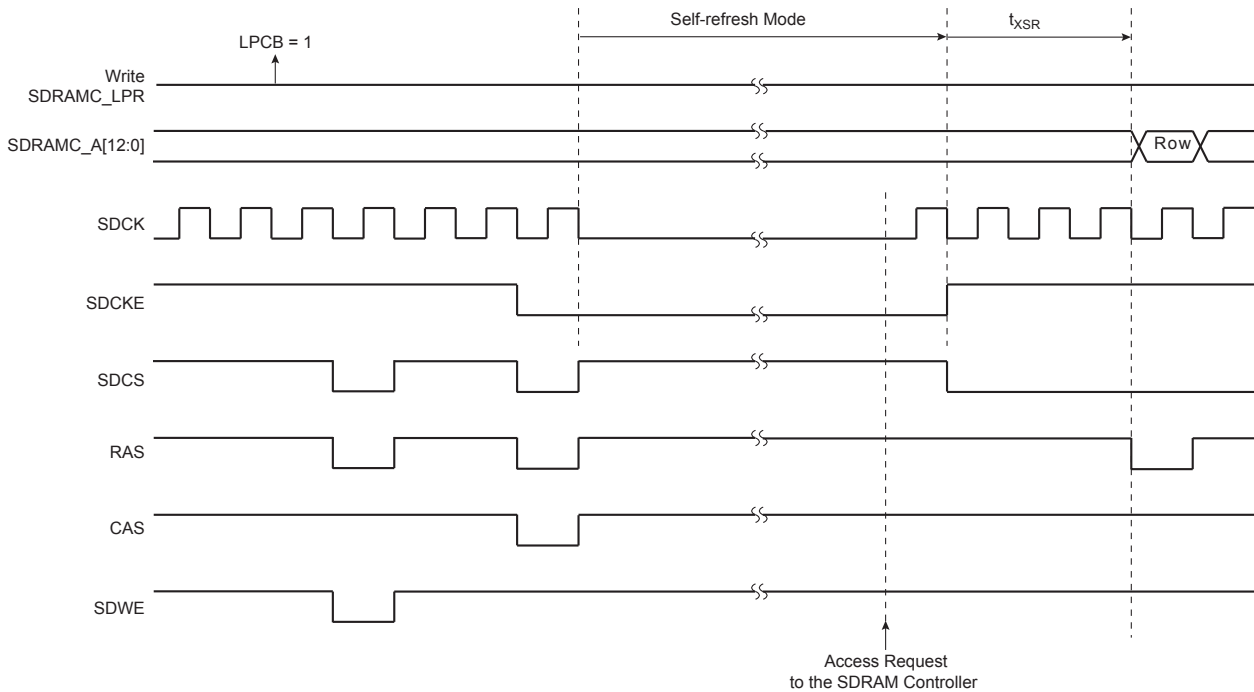 Self-refresh Mode
tXSR
LPCB = 1
Write
SDRAMC_LPR
SDRAMC_A[12:0]
Row
SDCK
SDCKE
SDCS
RAS
CAS
SDWE
Access Request
to the SDRAM Controller